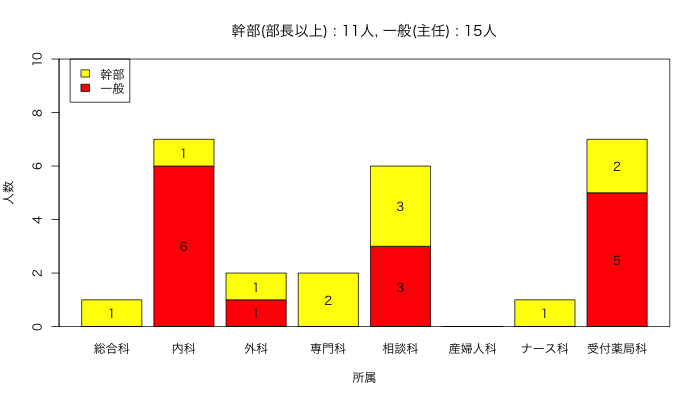 幹部(部長以上) : 11人, 一般(主任) : 15人
幹部
一般
人数
10
8
6
4
2
0
1
1
6
1
1
2
3
3
1
2
5
総合科 内科 外科 専門科 相談科 産婦人科 ナース科 受付薬局科
所属